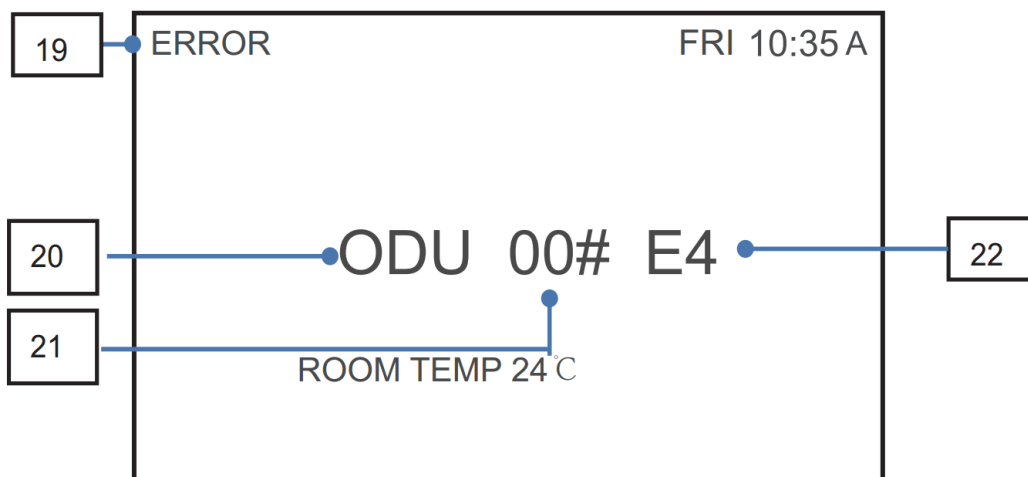 19
ERROR
FRI 10:35 A
20
ODU 00# E4
22
21
ROOM TEMP 24℃